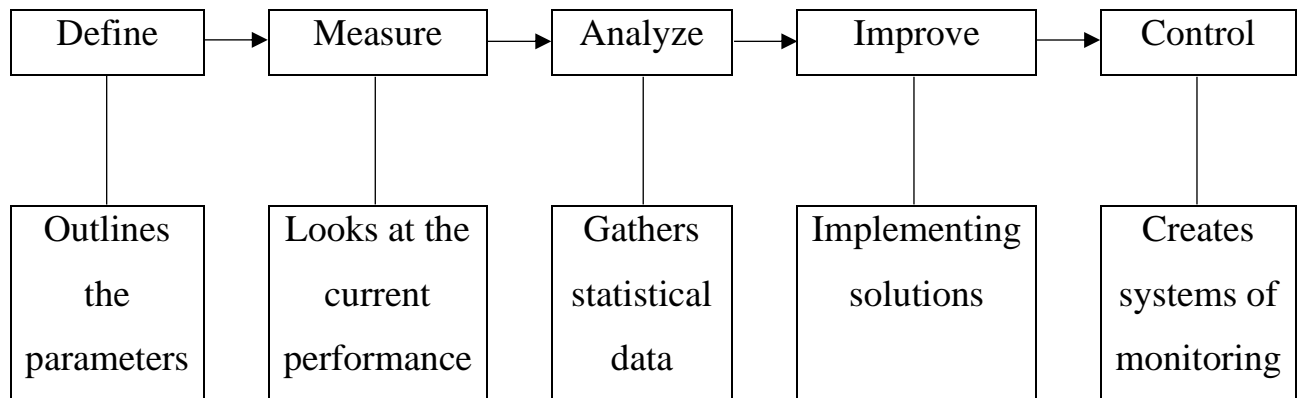 Define
Measure
Analyze
Improve
Control
Outlines
the
parameters
Looks at the
current
performance
Gathers
statistical
data
Implementing
solutions
Creates
systems of
monitoring